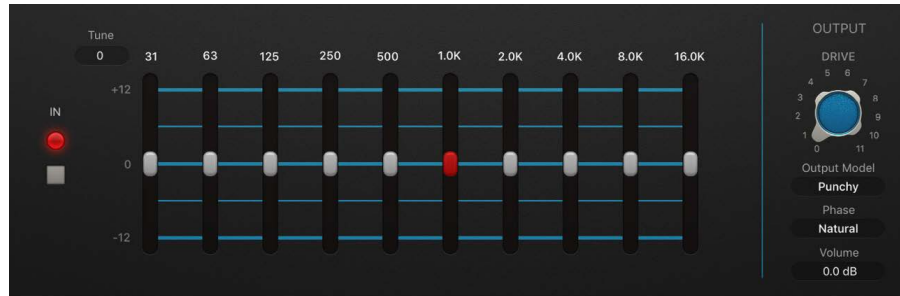 Tune
0
31 63 125 250 500 1.0K 2.0K 4.0K 8.0K 16.0K
+12
0
-12
IN
OUTPUT
DRIVE
0 1 2 3 4 5 6 7 8 9 10 11
Output Model
Punchy
Phase
Natural
Volume
0.0 dB